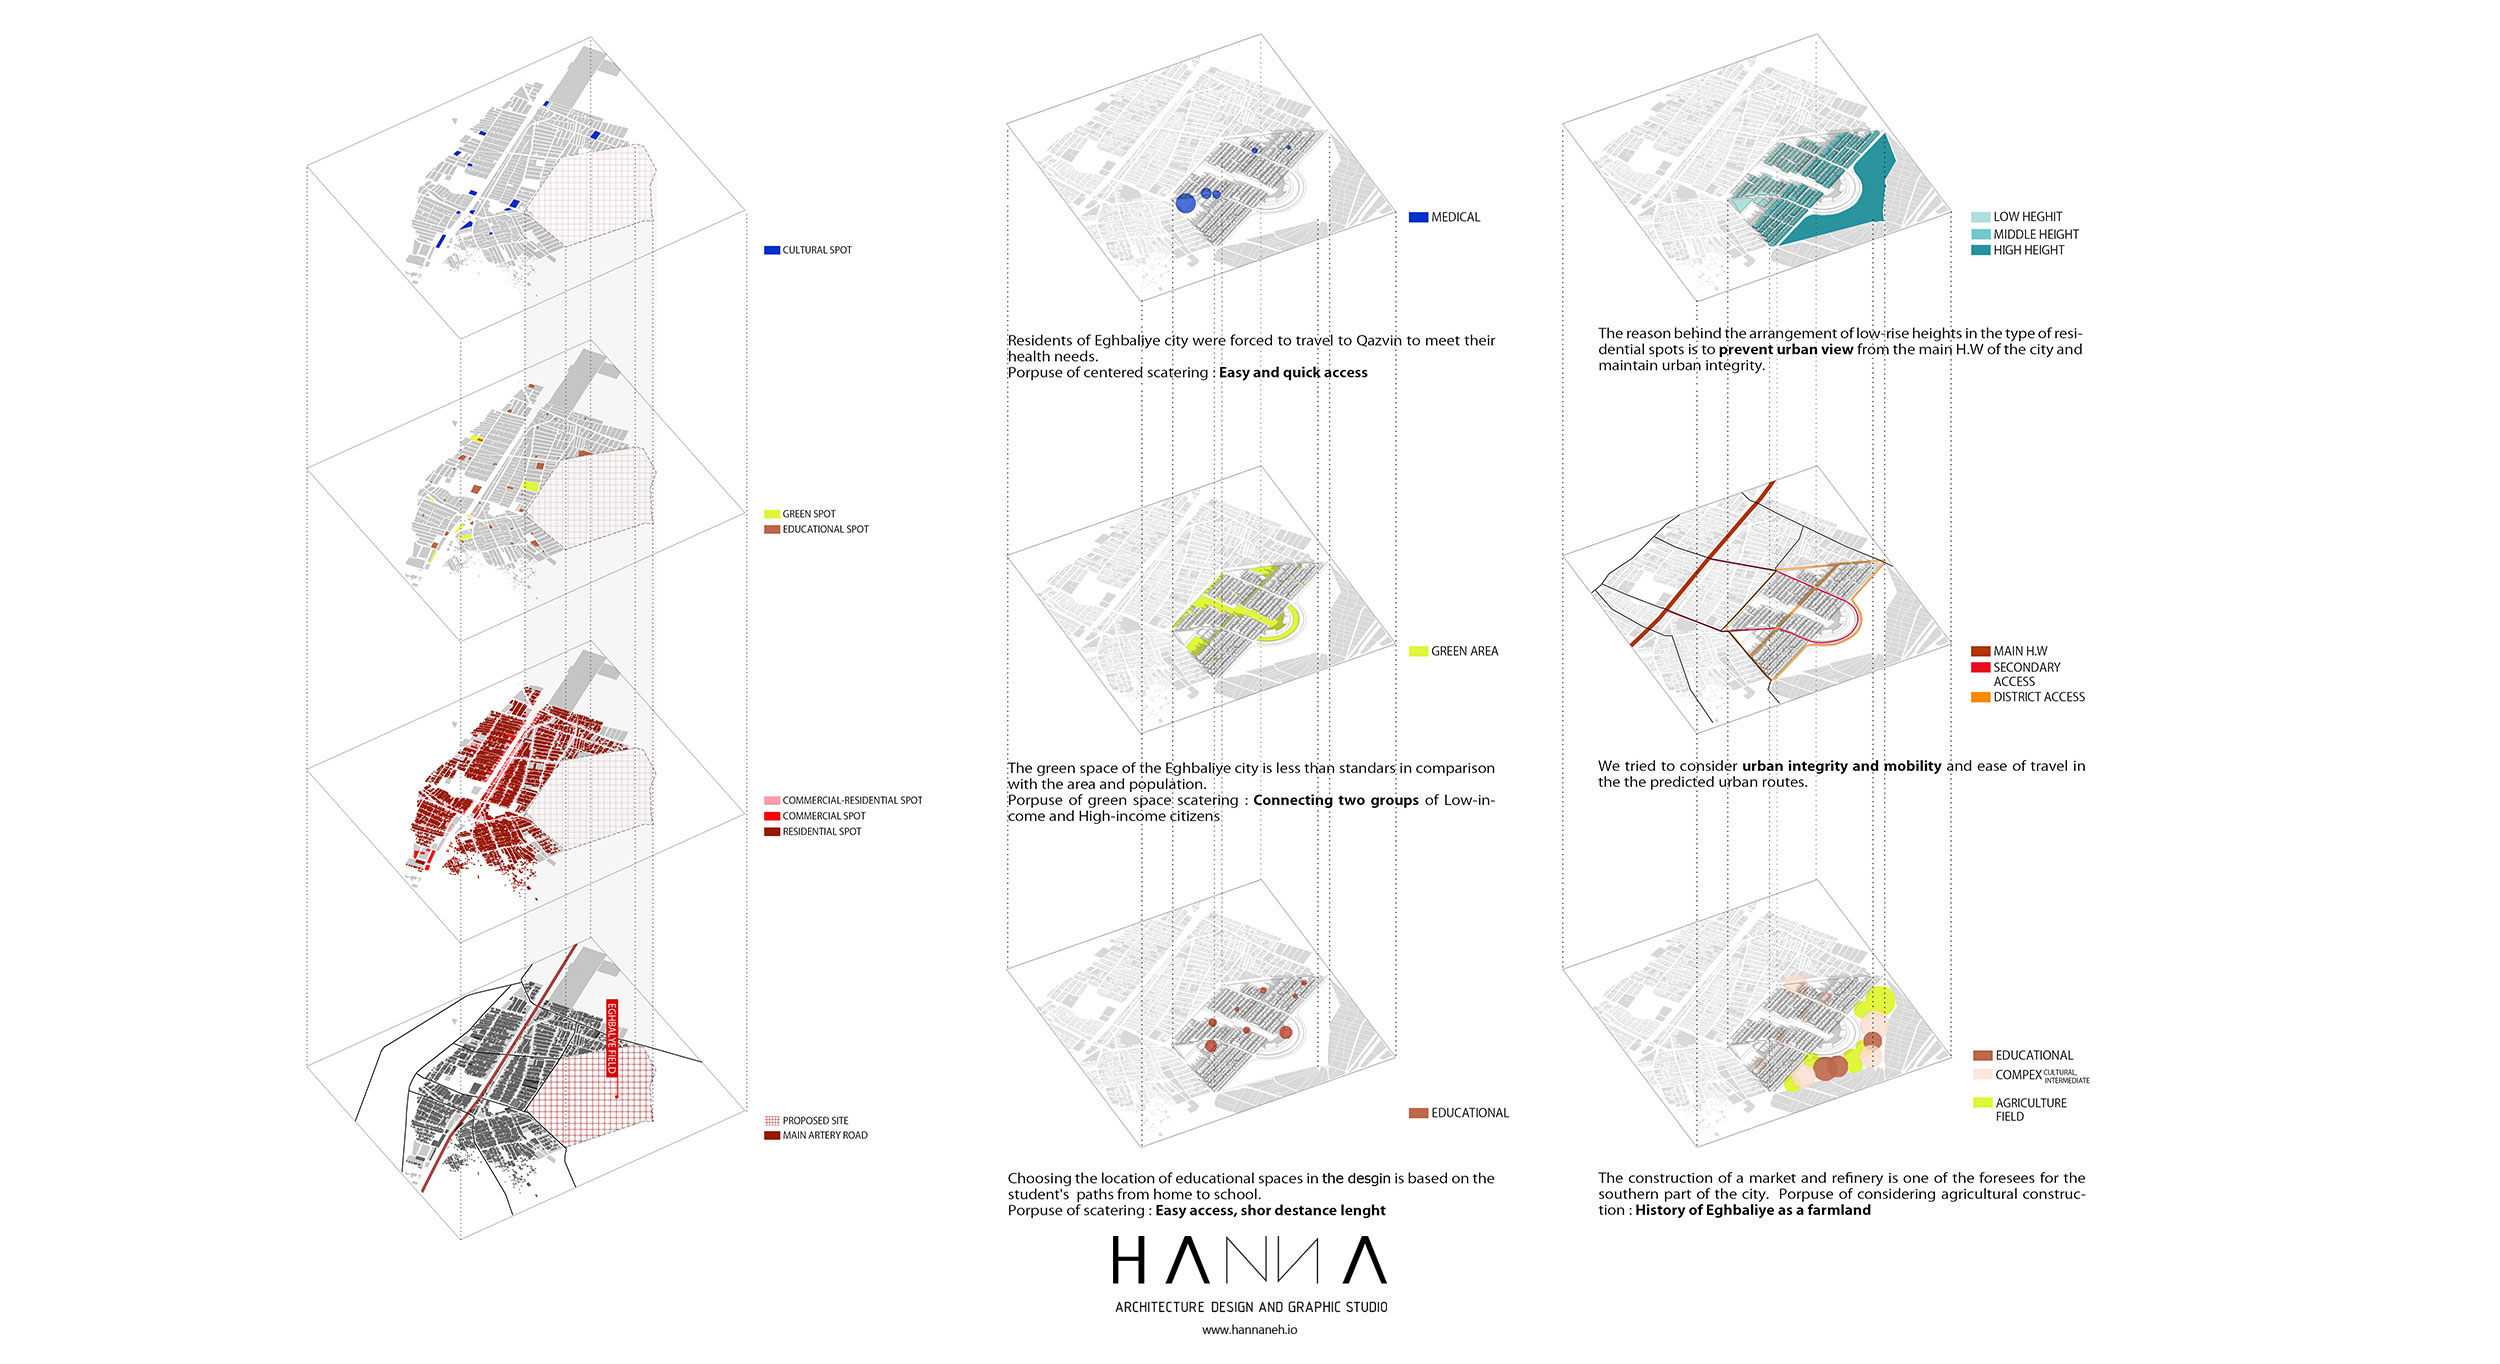 CULTURAL SPOT
GREEN SPOT
EDUCATIONAL SPOT
COMMERCIAL-RESIDENTIAL SPOT
COMMERCIAL SPOT
RESIDENTIAL SPOT
EGHBALYE FIELD
PROPOSED SITE
MAIN ARTERY ROAD
MEDICAL
Residents of Eghbaliye city were forced to travel to Qazvin to meet their
health needs.
Porpuse of centered scatering : Easy and quick access
GREEN AREA
The green space of the Eghbaliye city is less than standars in comparison
with the area and population.
Porpuse of green space scatering : Connecting two groups of Low-in-
come and High-income citizens
EDUCATIONAL
Choosing the location of educational spaces in the desgin is based on the
student's paths from home to school.
Porpuse of scatering : Easy access, shor destance lenght
LOW HEGHIT
MIDDLE HEIGHT
HIGH HEIGHT
The reason behind the arrangement of low-rise heights in the type of resi-
dential spots is to prevent urban view from the main H.W of the city and
maintain urban integrity.
MAIN H.W
SECONDARY
ACCESS
DISTRICT ACCESS
We tried to consider urban integrity and mobility and ease of travel in
the the predicted urban routes.
EDUCATIONAL
COMPEX CULTURAL,
INTERMEDIATE
AGRICULTURE
FIELD
The construction of a market and refinery is one of the foresees for the
southern part of the city. Porpuse of considering agricultural construc-
tion : History of Eghbaliye as a farmland
HANNA
ARCHITECTURE DESIGN AND GRAPHIC STUDIO
www.hannaneh.io